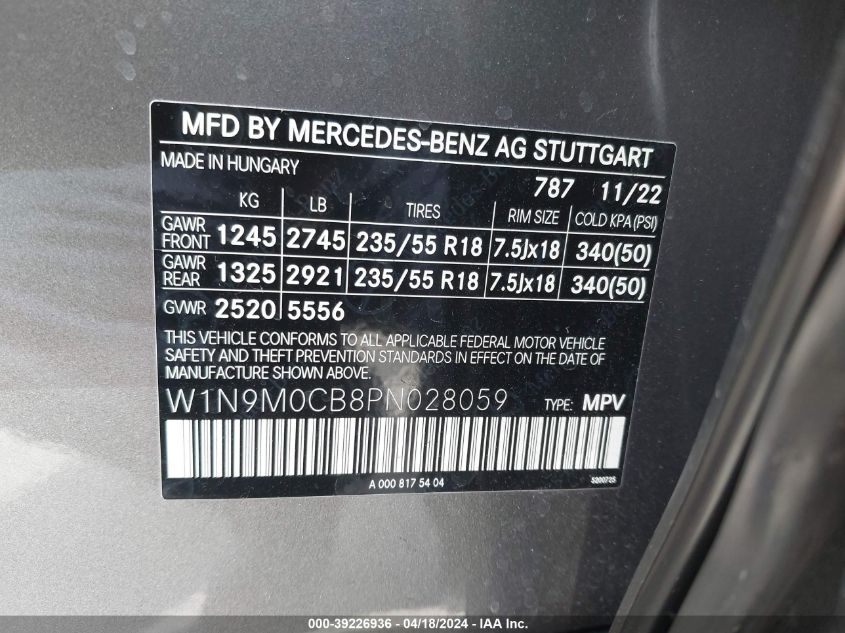 MFD BY MERCEDES-BENZ AG STUTTGART
MADE IN HUNGARY
787 11/22
KG LB TIRES RIM SIZE COLD KPA (PSI)
GAWR FRONT 1245 2745 235/55 R18 7.5Jx18 340(50)
GAWR REAR 1325 2921 235/55 R18 7.5Jx18 340(50)
GVWR 2520 5556
THIS VEHICLE CONFORMS TO ALL APPLICABLE FEDERAL MOTOR VEHICLE
SAFETY AND THEFT PREVENTION STANDARDS IN EFFECT ON THE DATE OF
MANUFACTURE SHOWN ABOVE.
W1N9M0CB8PN028059 TYPE: MPV
A 000 817 54 04
000-39226936 / 04/18/2024 - IAA Inc.